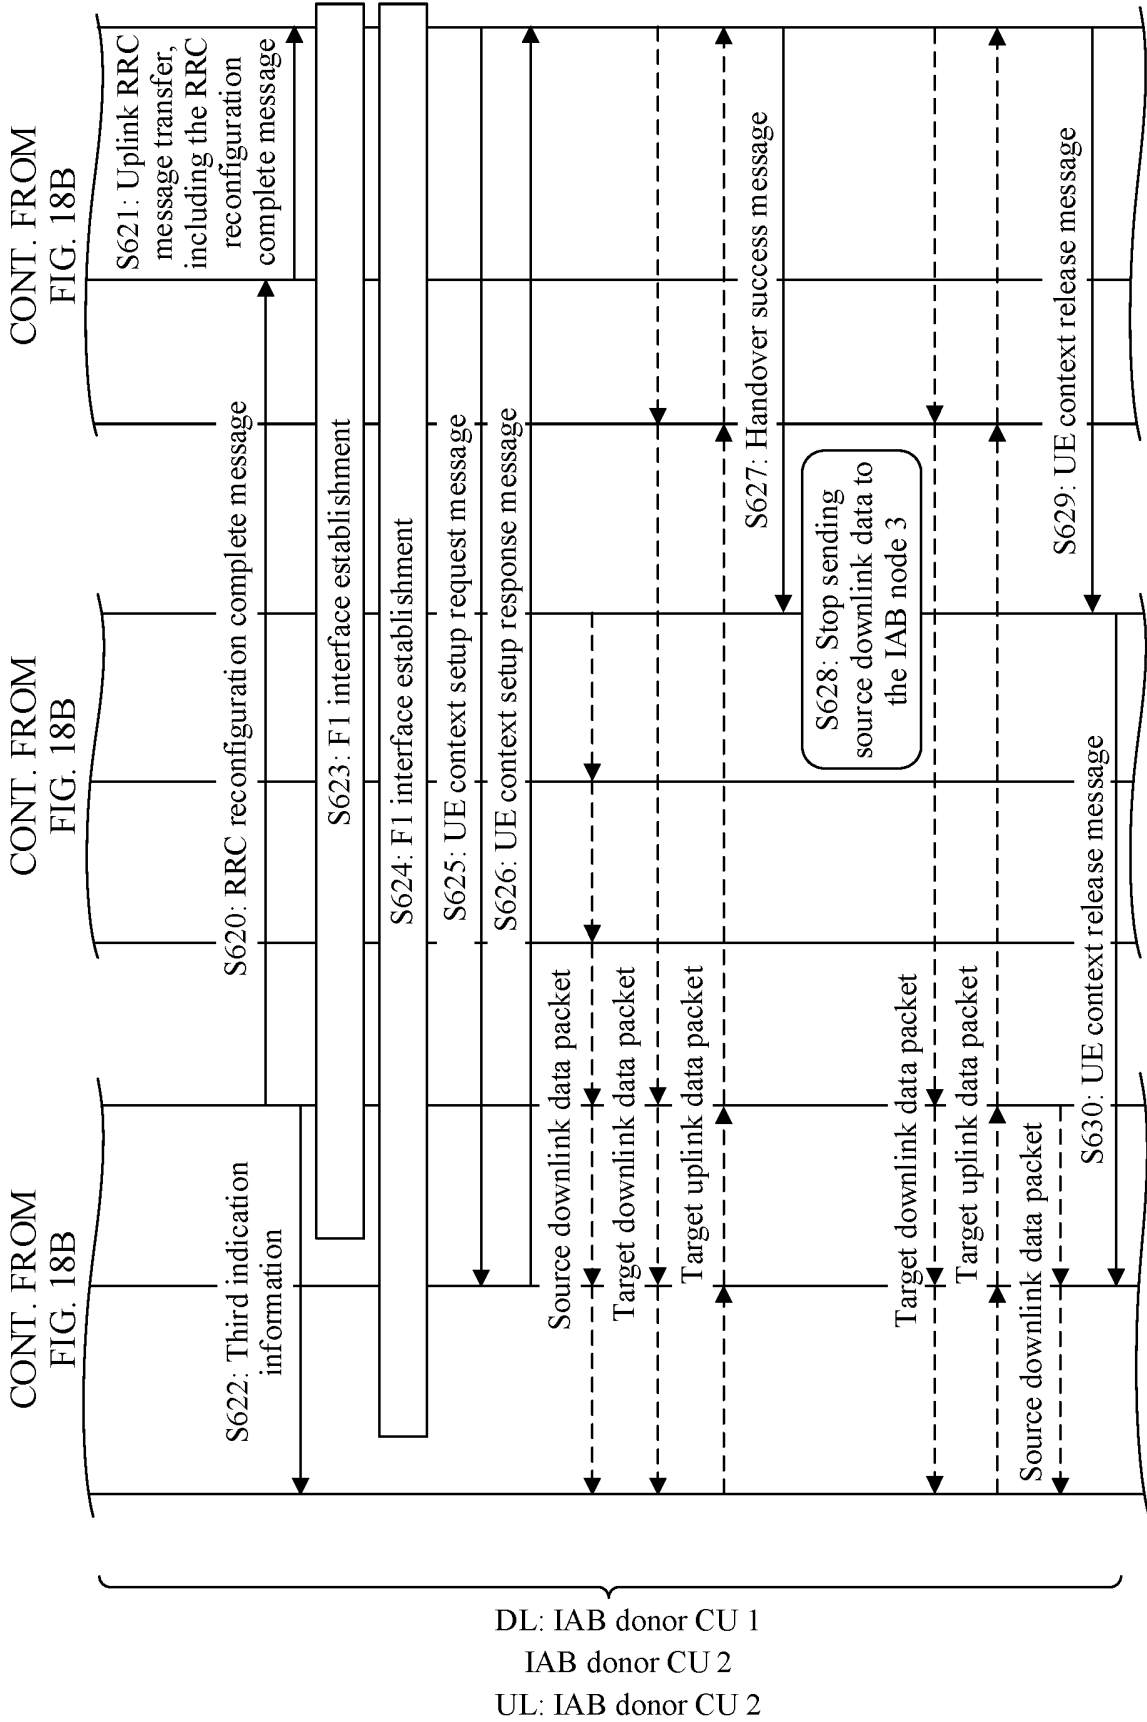 CONT. FROM
FIG. 18B
CONT. FROM
FIG. 18B
CONT. FROM
FIG. 18B
S621: Uplink RRC
message transfer,
including the RRC
reconfiguration
complete message
S620: RRC reconfiguration complete message
S622: Third indication
information
S623: F1 interface establishment
S624: F1 interface establishment
S625: UE context setup request message
S626: UE context setup response message
Source downlink data packet
Target downlink data packet
Target uplink data packet
S627: Handover success message
S628: Stop sending
source downlink data to
the IAB node 3
Target downlink data packet
Target uplink data packet
Source downlink data packet
S629: UE context release message
S630: UE context release message
DL: IAB donor CU 1
IAB donor CU 2
UL: IAB donor CU 2